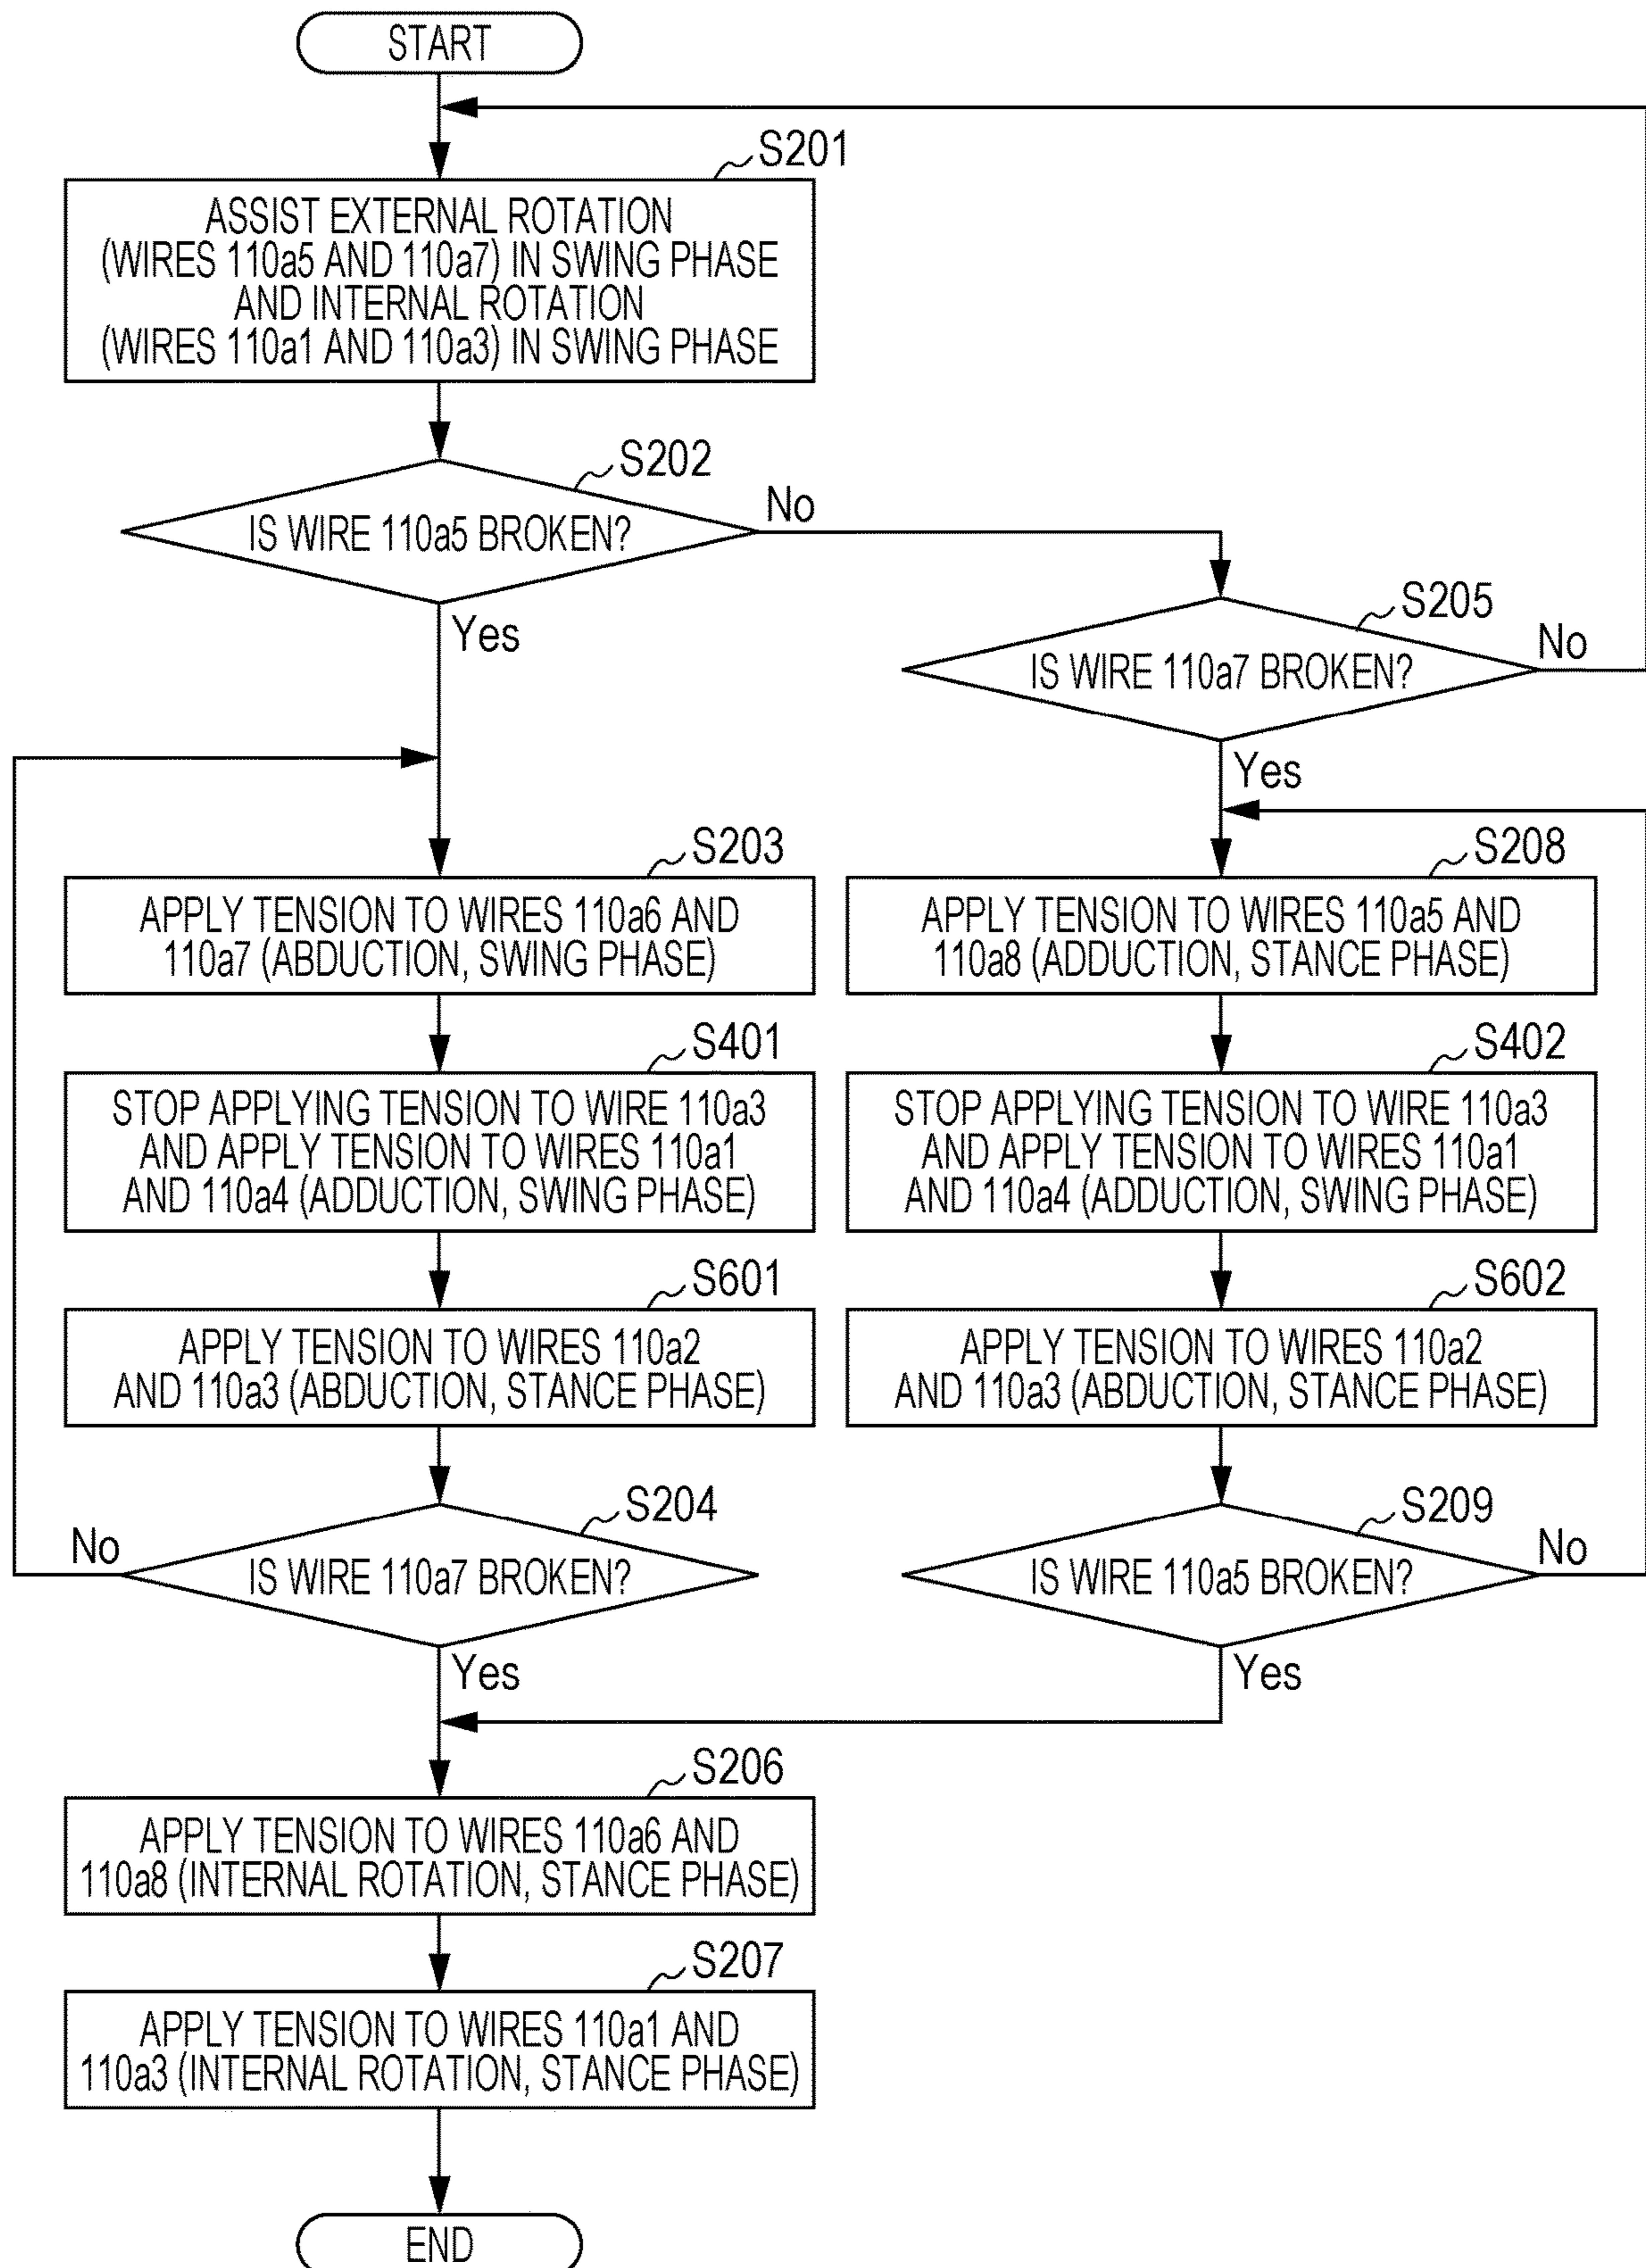 START
S201
ASSIST EXTERNAL ROTATION
(WIRES 110a5 AND 110a7) IN SWING PHASE
AND INTERNAL ROTATION
(WIRES 110a1 AND 110a3) IN SWING PHASE
S202
IS WIRE 110a5 BROKEN?
No
Yes
S205
IS WIRE 110a7 BROKEN?
No
Yes
S203
APPLY TENSION TO WIRES 110a6 AND
110a7 (ABDUCTION, SWING PHASE)
S208
APPLY TENSION TO WIRES 110a5 AND
110a8 (ADDUCTION, STANCE PHASE)
S401
STOP APPLYING TENSION TO WIRE 110a3
AND APPLY TENSION TO WIRES 110a1
AND 110a4 (ADDUCTION, SWING PHASE)
S402
STOP APPLYING TENSION TO WIRE 110a3
AND APPLY TENSION TO WIRES 110a1
AND 110a4 (ADDUCTION, SWING PHASE)
S601
APPLY TENSION TO WIRES 110a2
AND 110a3 (ABDUCTION, STANCE PHASE)
S602
APPLY TENSION TO WIRES 110a2
AND 110a3 (ABDUCTION, STANCE PHASE)
S204
No
IS WIRE 110a7 BROKEN?
Yes
S209
IS WIRE 110a5 BROKEN?
No
Yes
S206
APPLY TENSION TO WIRES 110a6 AND
110a8 (INTERNAL ROTATION, STANCE PHASE)
S207
APPLY TENSION TO WIRES 110a1 AND
110a3 (INTERNAL ROTATION, STANCE PHASE)
END